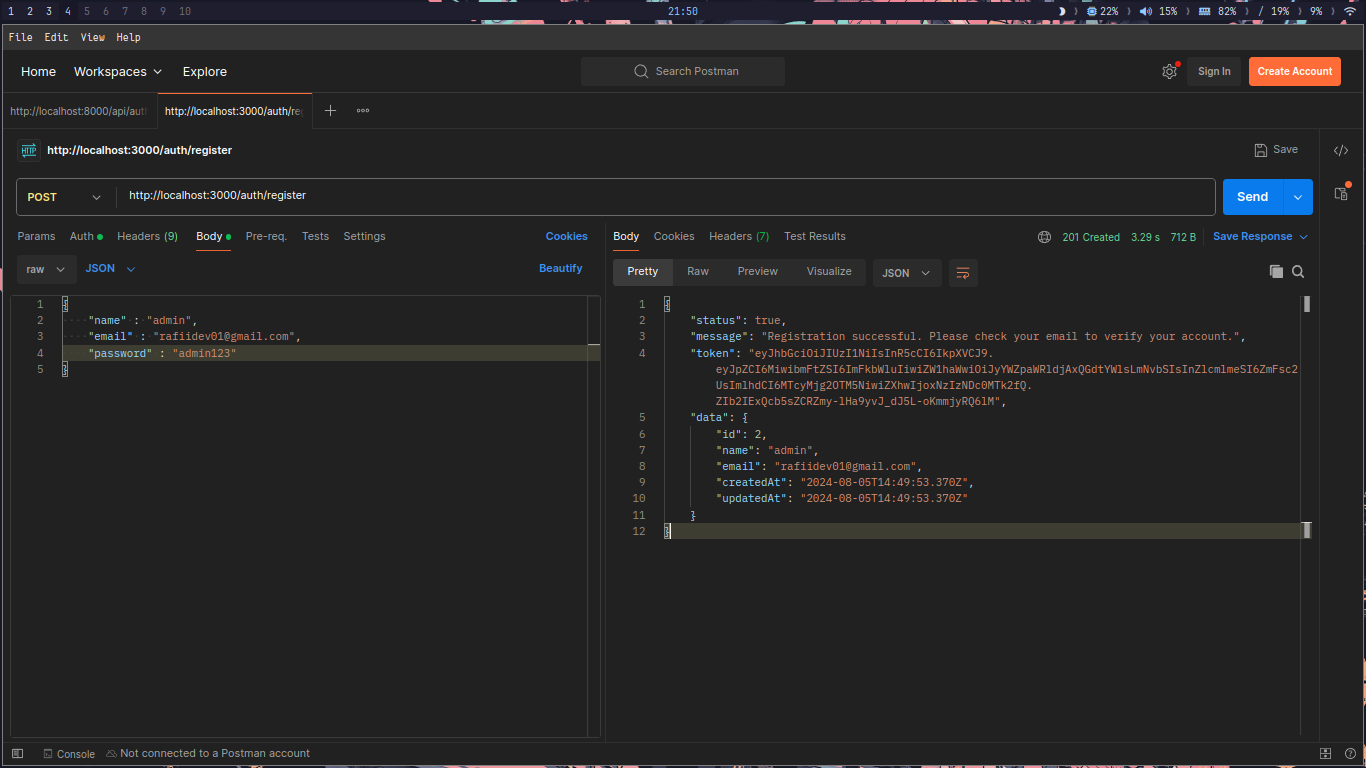 1 2 3 4 5 6 7 8 9 10 21:50 22% 15% 82% / 19% 9%
File Edit View Help
Home Workspaces Explore Search Postman Sign In Create Account
http://localhost:8000/api/aut http://localhost:3000/auth/re
HTTP http://localhost:3000/auth/register Save
POST http://localhost:3000/auth/register Send
Params Auth Headers (9) Body Pre-req. Tests Settings Cookies
Body Cookies Headers (7) Test Results 201 Created 3.29 s 712 B Save Response
raw JSON Beautify
Pretty Raw Preview Visualize JSON
1 {
2 "name" : "admin",
3 "email" : "rafiidev01@gmail.com",
4 "password" : "admin123"
5 }
1 {
2 "status": true,
3 "message": "Registration successful. Please check your email to verify your account.",
4 "token": "eyJhbGciOiJIUzI1NiIsInR5cCI6IkpXVCJ9.
eyJpZCI6MiwibmFtZSI6ImFkbWluIiwiZW1haWwiOiJyYWZpaWRldjAxQGdtYWlsLmNvbSIsInZlcmlmeSI6ZmFsc2
UsImlhdCI6MTcyMjg2OTM5NiwiZXhwIjoxNzIzNDc0MTk2fQ.
ZIb2IExQcb5sZCRZmy-lHa9yvJ_dJ5L-oKmmjyRQ6lM",
5 "data": {
6 "id": 2,
7 "name": "admin",
8 "email": "rafiidev01@gmail.com",
9 "createdAt": "2024-08-05T14:49:53.370Z",
10 "updatedAt": "2024-08-05T14:49:53.370Z"
11 }
12 }
Console Not connected to a Postman account